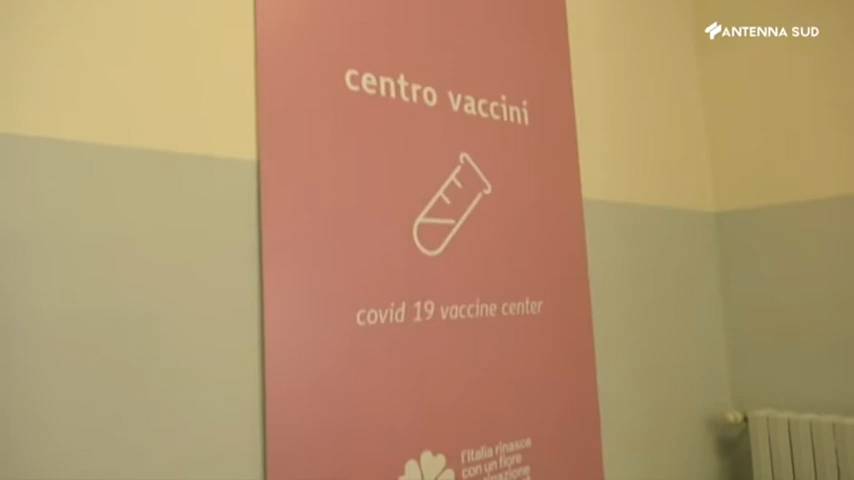 ANTENNA SUD
centro vaccini
covid 19 vaccine center
l'Italia rinasce
con un fiore